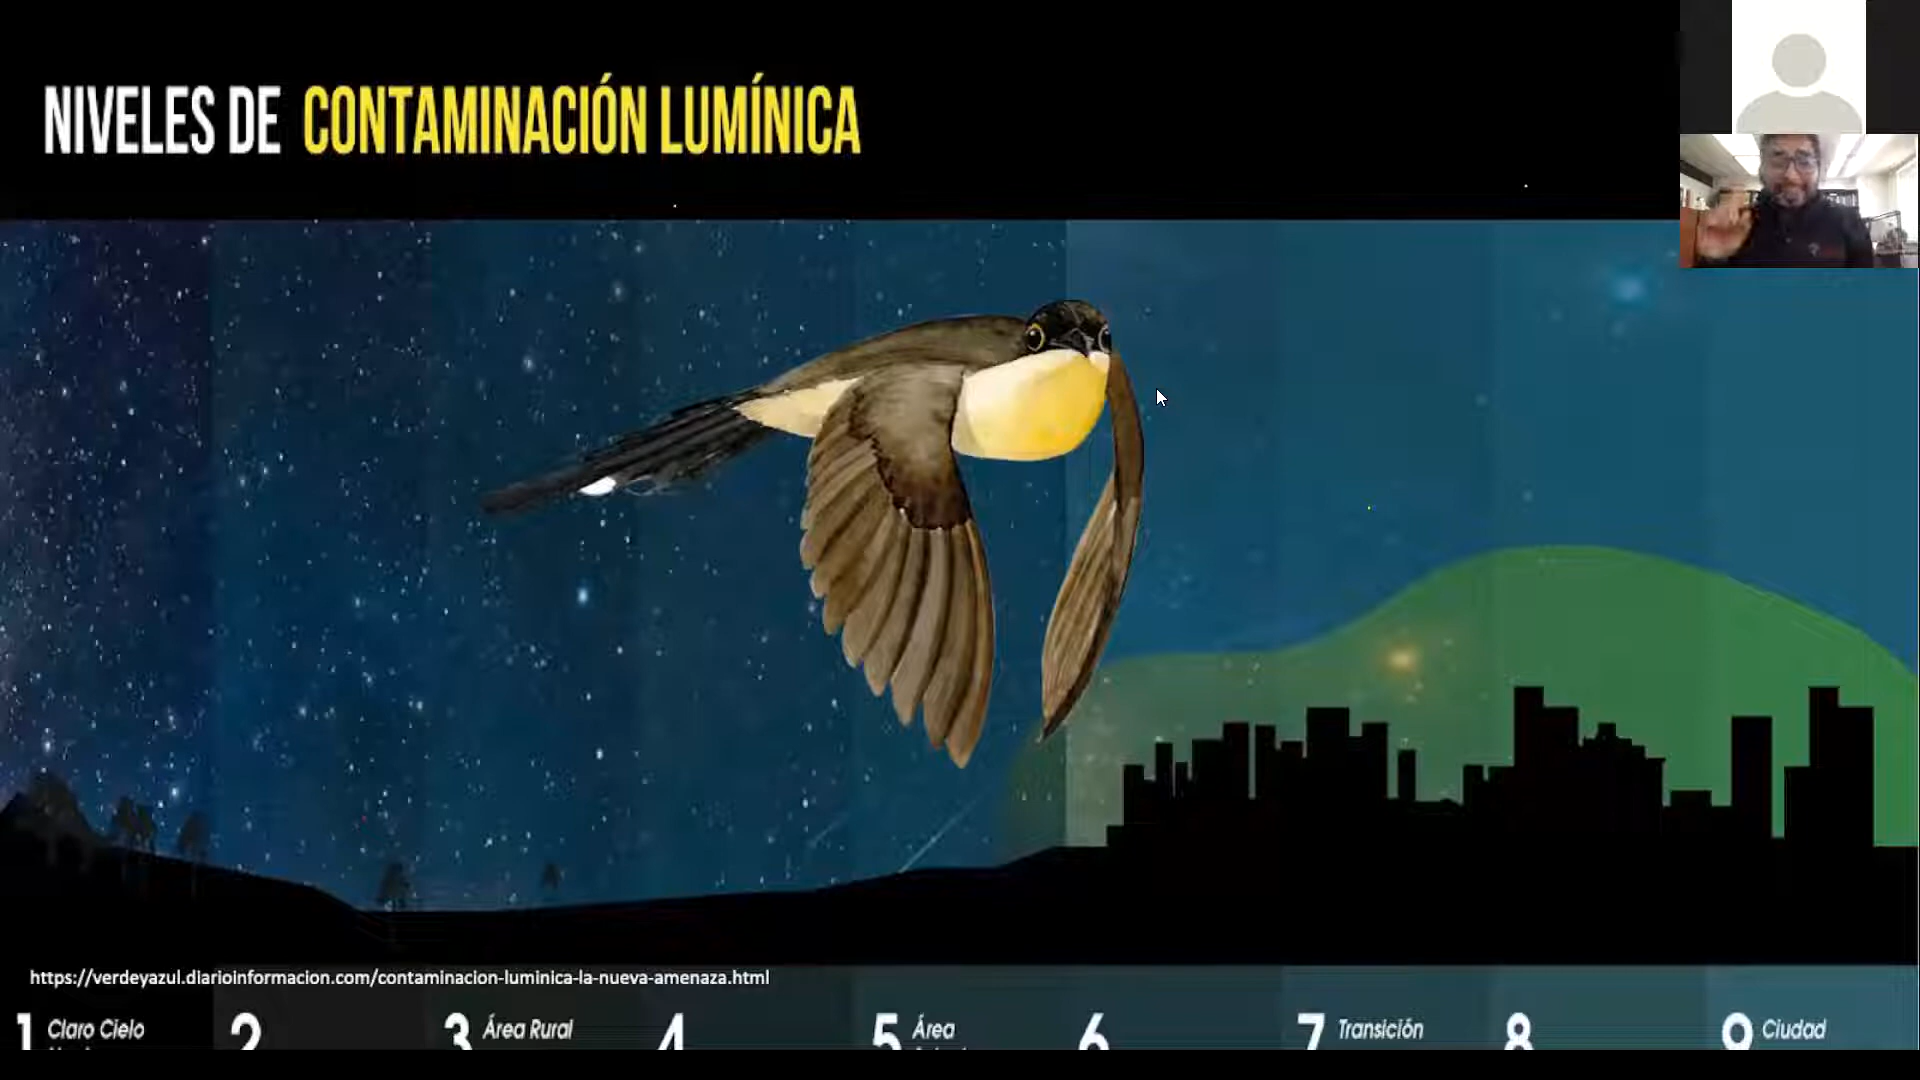 NIVELES DE CONTAMINACIÓN LUMÍNICA
https://verdeyazul.diarioinformacion.com/contaminacion-luminica-la-nueva-amenaza.html
1 Claro Cielo
2
3 Área Rural
4
5 Área
6
7 Transición
8
9 Ciudad